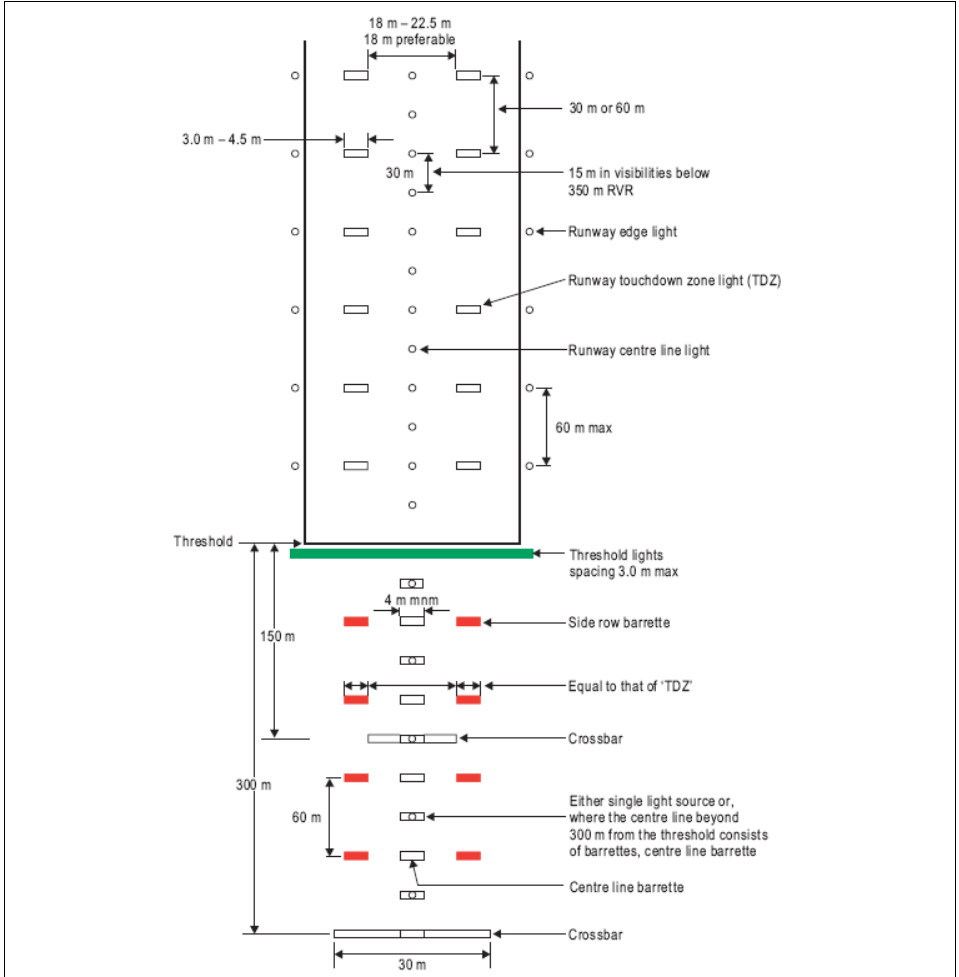 18 m – 22.5 m
18 m preferable
30 m or 60 m
3.0 m – 4.5 m
30 m
15 m in visibilities below
350 m RVR
Runway edge light
Runway touchdown zone light (TDZ)
Runway centre line light
60 m max
Threshold
Threshold lights
spacing 3.0 m max
4 m mnm
Side row barrette
150 m
Equal to that of ‘TDZ’
Crossbar
300 m
60 m
Either single light source or,
where the centre line beyond
300 m from the threshold consists
of barrettes, centre line barrette
Centre line barrette
Crossbar
30 m